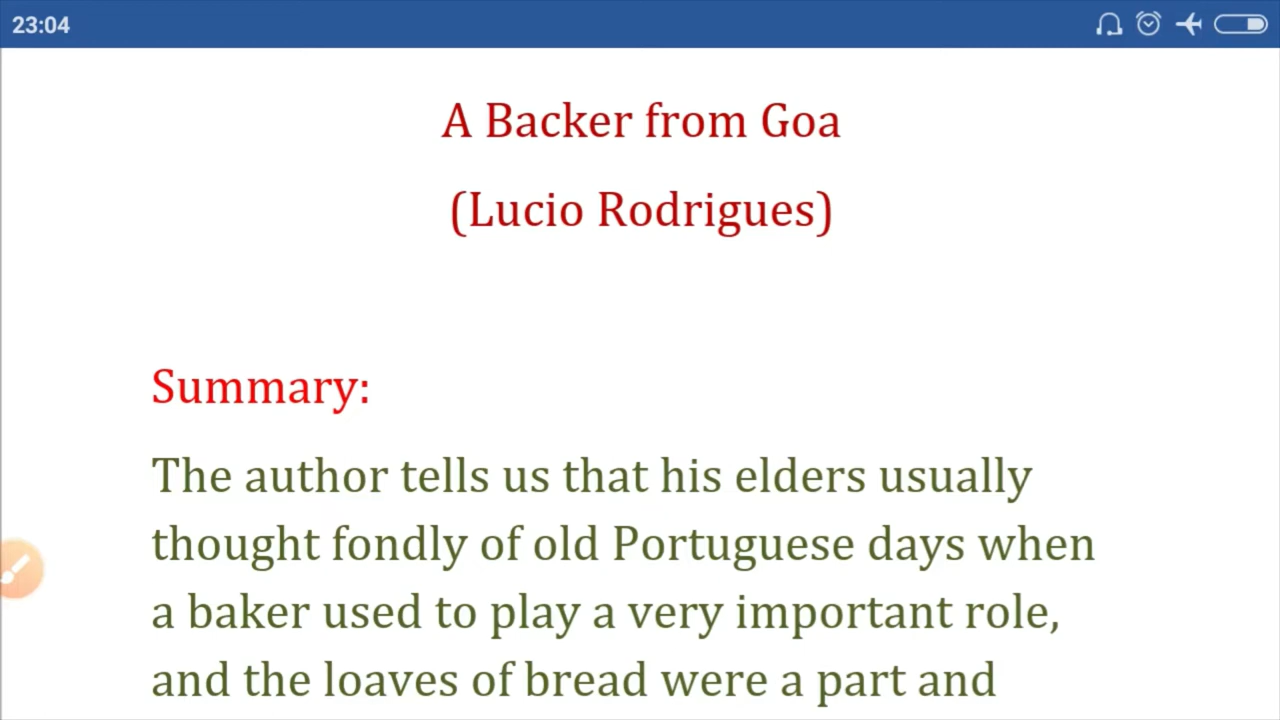 23:04
A Backer from Goa
(Lucio Rodrigues)
Summary:
The author tells us that his elders usually
thought fondly of old Portuguese days when
a baker used to play a very important role,
and the loaves of bread were a part and